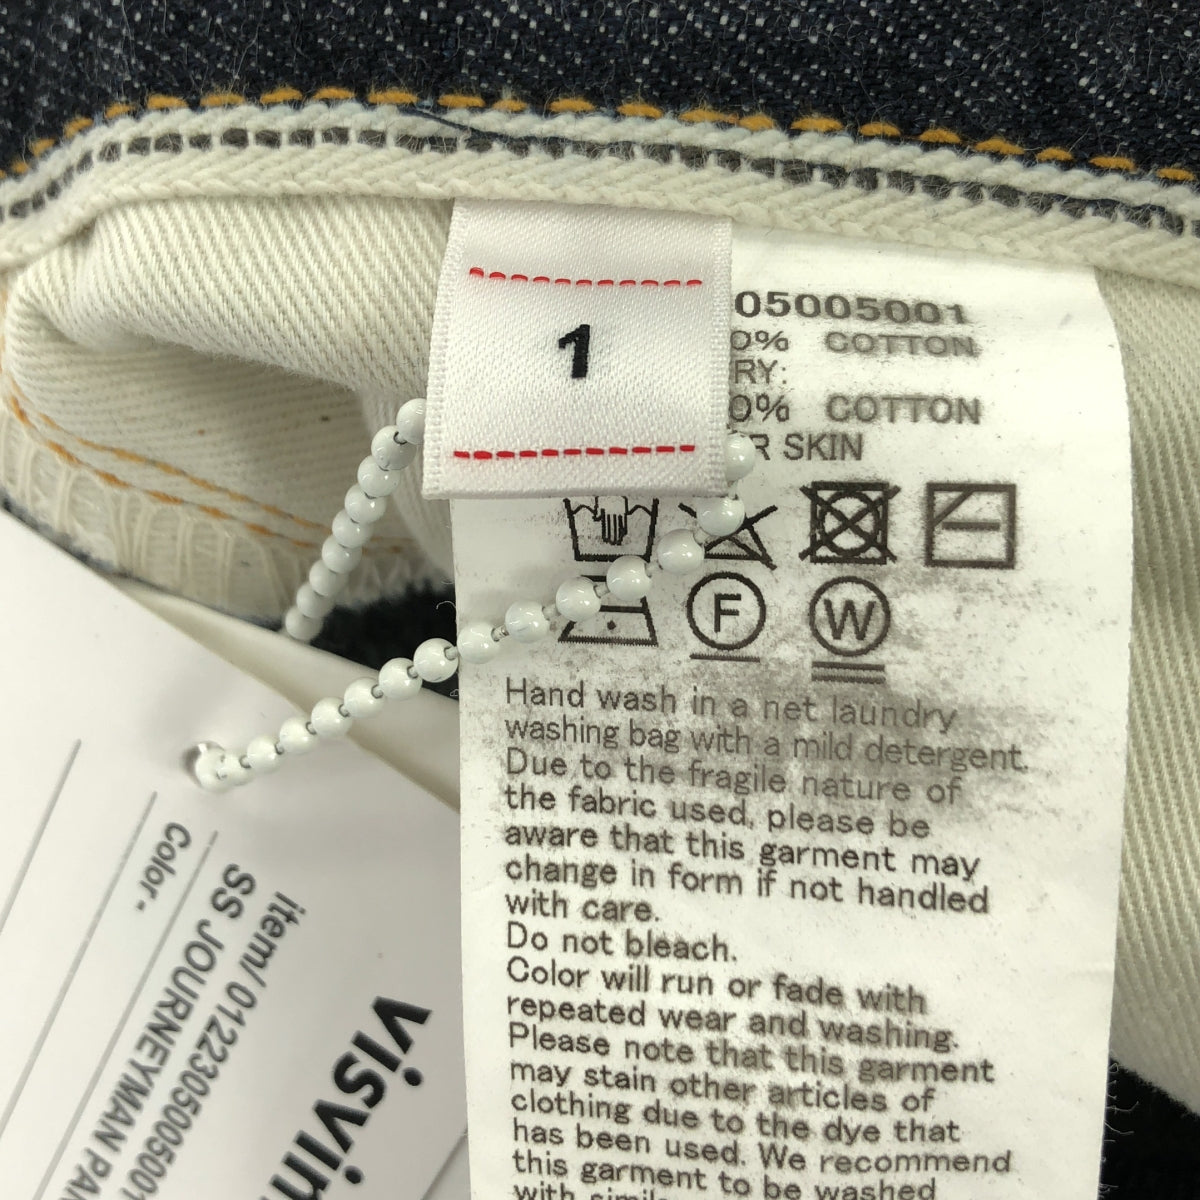 1
05005001
0% COTTON
RY:
0% COTTON
R SKIN
F
W
Hand wash in a net laundry
washing bag with a mild detergent.
Due to the fragile nature of
the fabric used, please be
aware that this garment may
change in form if not handled
with care.
Do not bleach.
Color will run or fade with
repeated wear and washing.
Please note that this garment
may stain other articles of
clothing due to the dye that
has been used. We recommend
this garment to be washed
with
visvim
item/ 0122305005001
SS JOURNEYMAN PAN
Color -